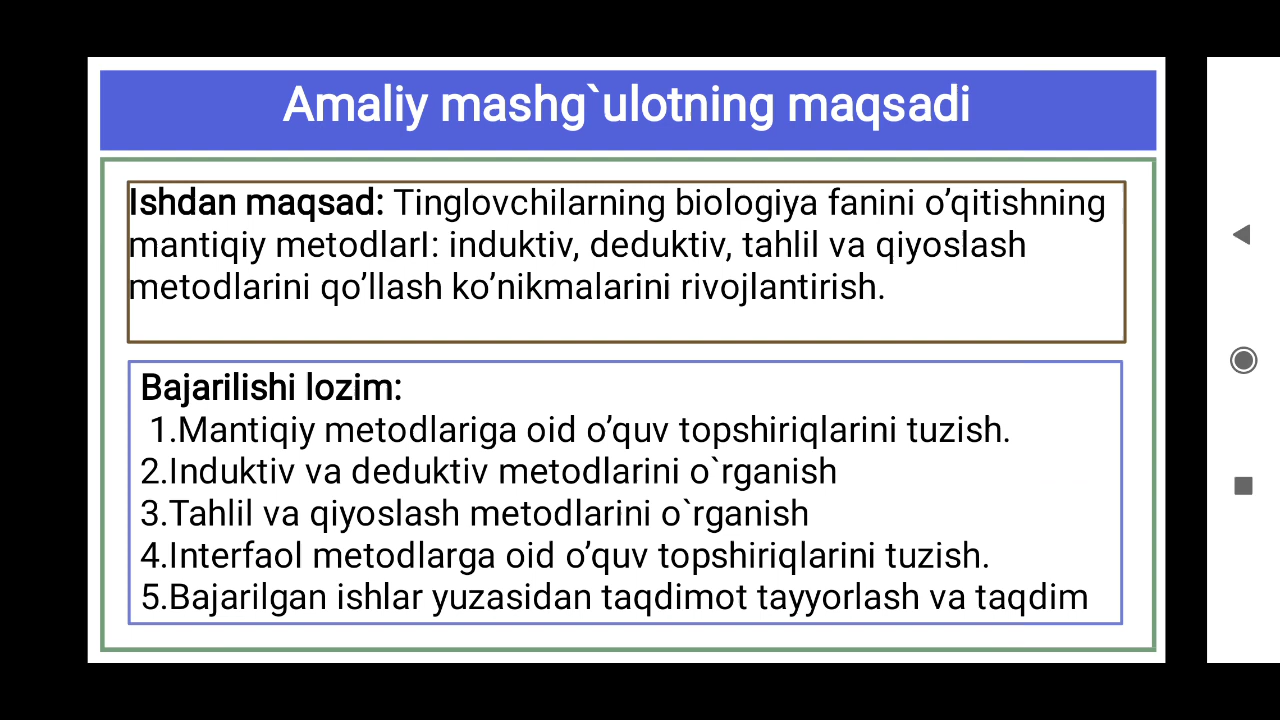 Amaliy mashg`ulotning maqsadi
Ishdan maqsad: Tinglovchilarning biologiya fanini o’qitishning
mantiqiy metodlarI: induktiv, deduktiv, tahlil va qiyoslash
metodlarini qo’llash ko’nikmalarini rivojlantirish.
Bajarilishi lozim:
1.Mantiqiy metodlariga oid o’quv topshiriqlarini tuzish.
2.Induktiv va deduktiv metodlarini o`rganish
3.Tahlil va qiyoslash metodlarini o`rganish
4.Interfaol metodlarga oid o’quv topshiriqlarini tuzish.
5.Bajarilgan ishlar yuzasidan taqdimot tayyorlash va taqdim